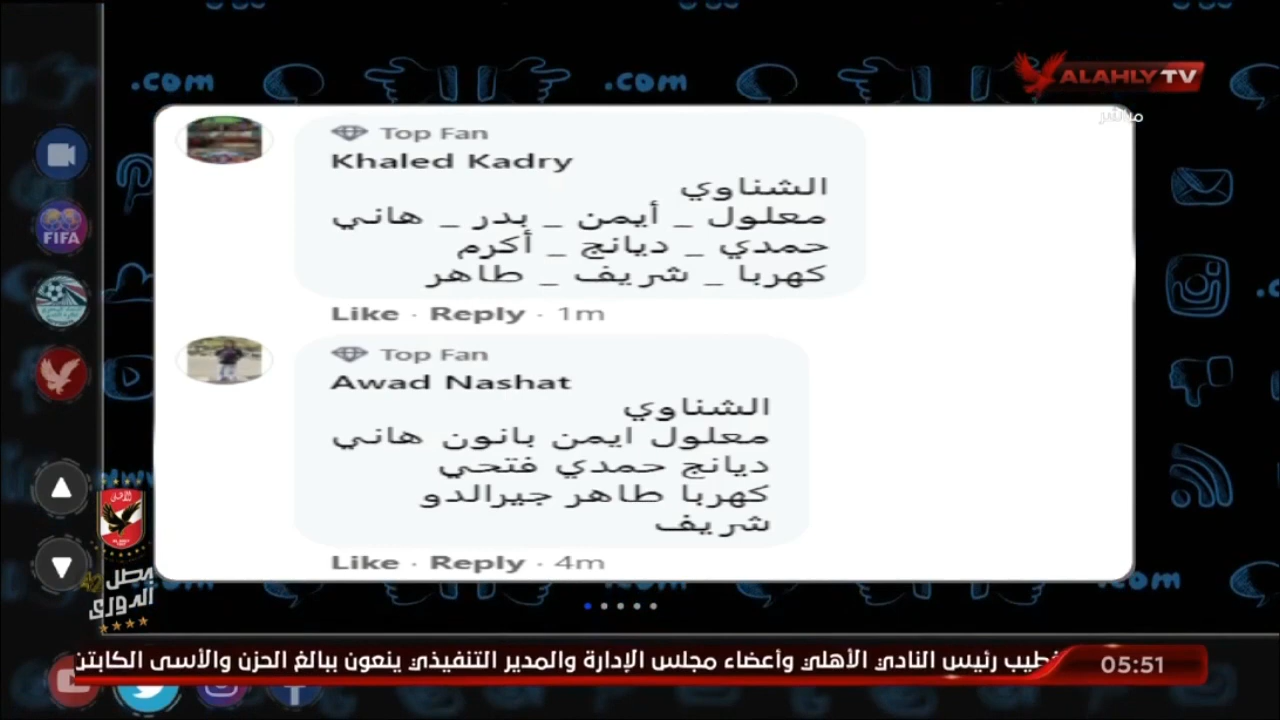 .com
.com
ALAHLY TV
مباشر
Top Fan
Khaled Kadry
الشناوي
معلول _ أيمن _ بدر _ هاني
حمدي _ ديانج _ أكرم
كهربا _ شريف _ طاهر
Like · Reply · 1m
Top Fan
Awad Nashat
الشناوي
معلول ايمن بانون هاني
ديانج حمدي فتحي
كهربا طاهر جيرالدو
شريف
Like · Reply · 4m
FIFA
الدوري
خطيب رئيس النادي الأهلي وأعضاء مجلس الإدارة والمدير التنفيذي ينعون ببالغ الحزن والأسى الكابتن
05:51